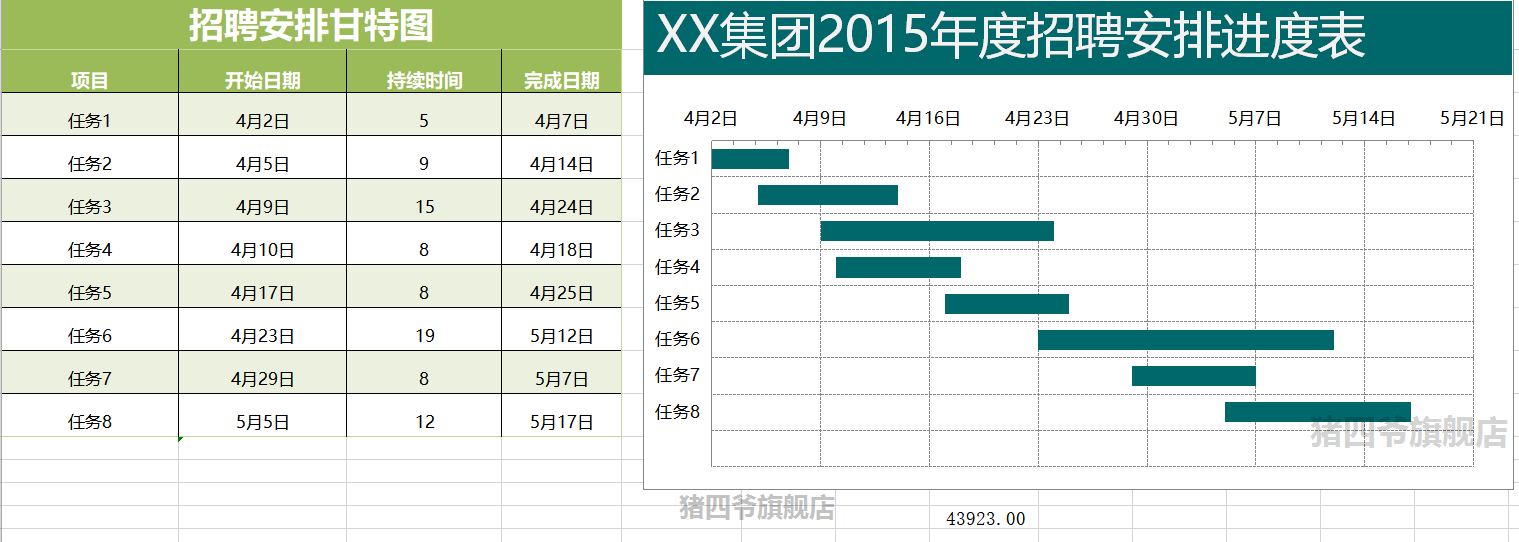 招聘安排甘特图
项目 开始日期 持续时间 完成日期
任务1 4月2日 5 4月7日
任务2 4月5日 9 4月14日
任务3 4月9日 15 4月24日
任务4 4月10日 8 4月18日
任务5 4月17日 8 4月25日
任务6 4月23日 19 5月12日
任务7 4月29日 8 5月7日
任务8 5月5日 12 5月17日
XX集团2015年度招聘安排进度表
4月2日 4月9日 4月16日 4月23日 4月30日 5月7日 5月14日 5月21日
任务1
任务2
任务3
任务4
任务5
任务6
任务7
任务8
猪四爷旗舰店
猪四爷旗舰店
43923.00